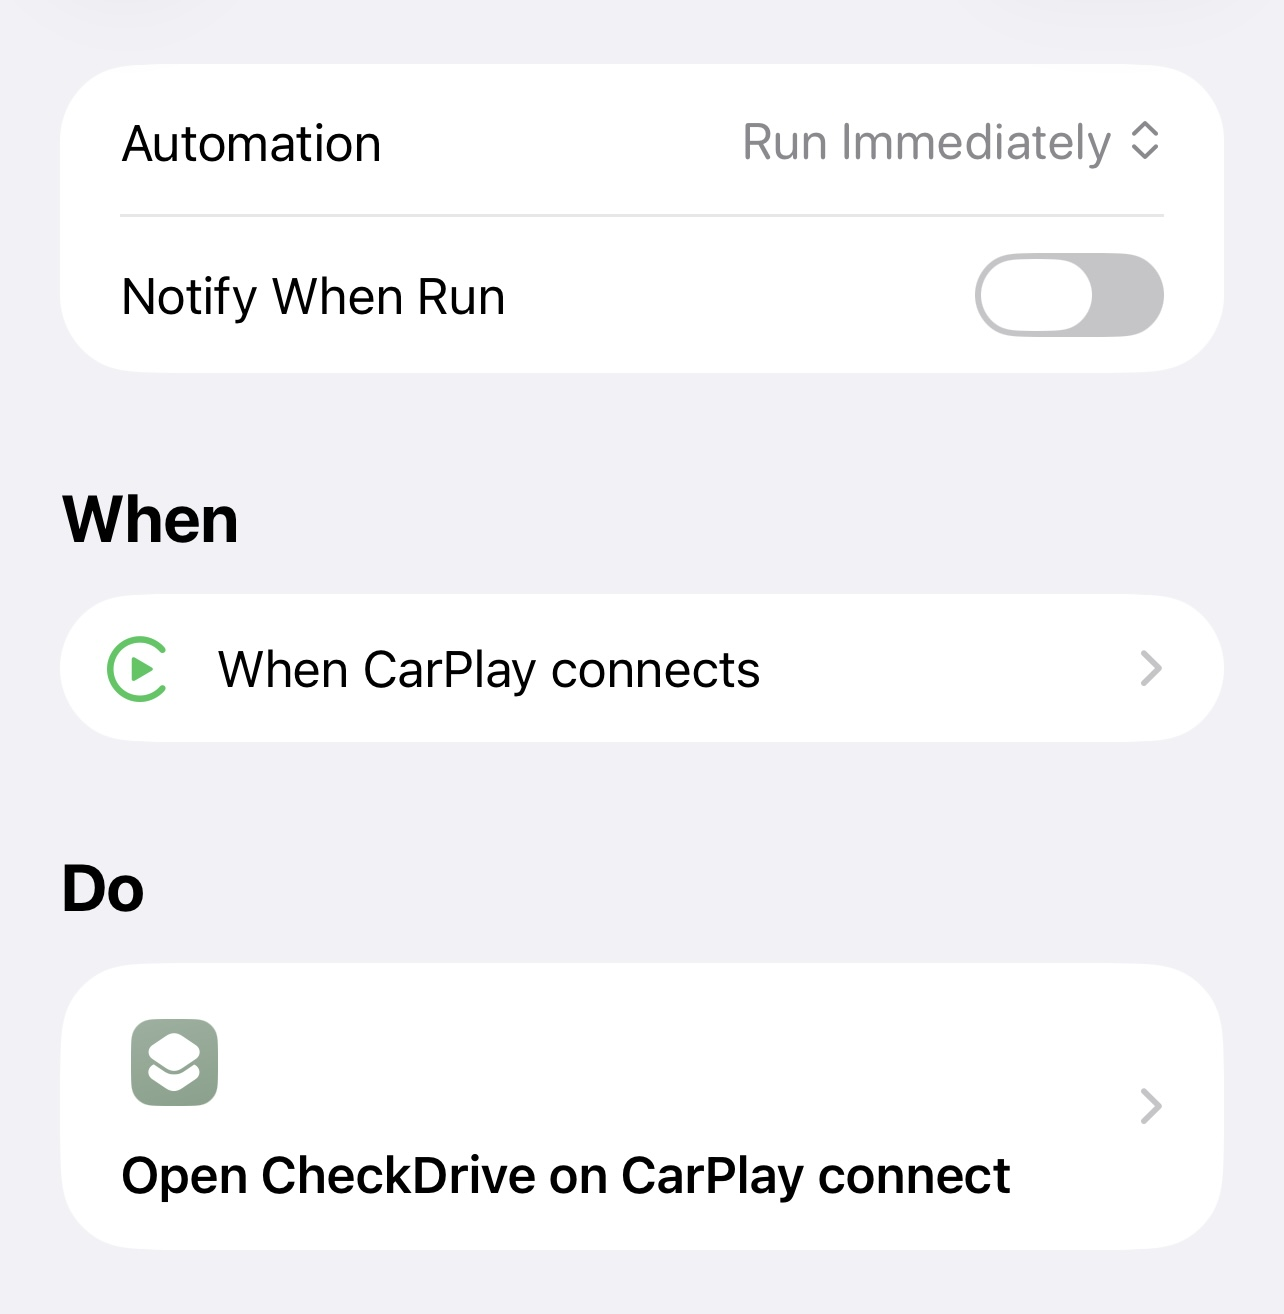 Automation
Run Immediately
Notify When Run
When
When CarPlay connects
Do
Open CheckDrive on CarPlay connect